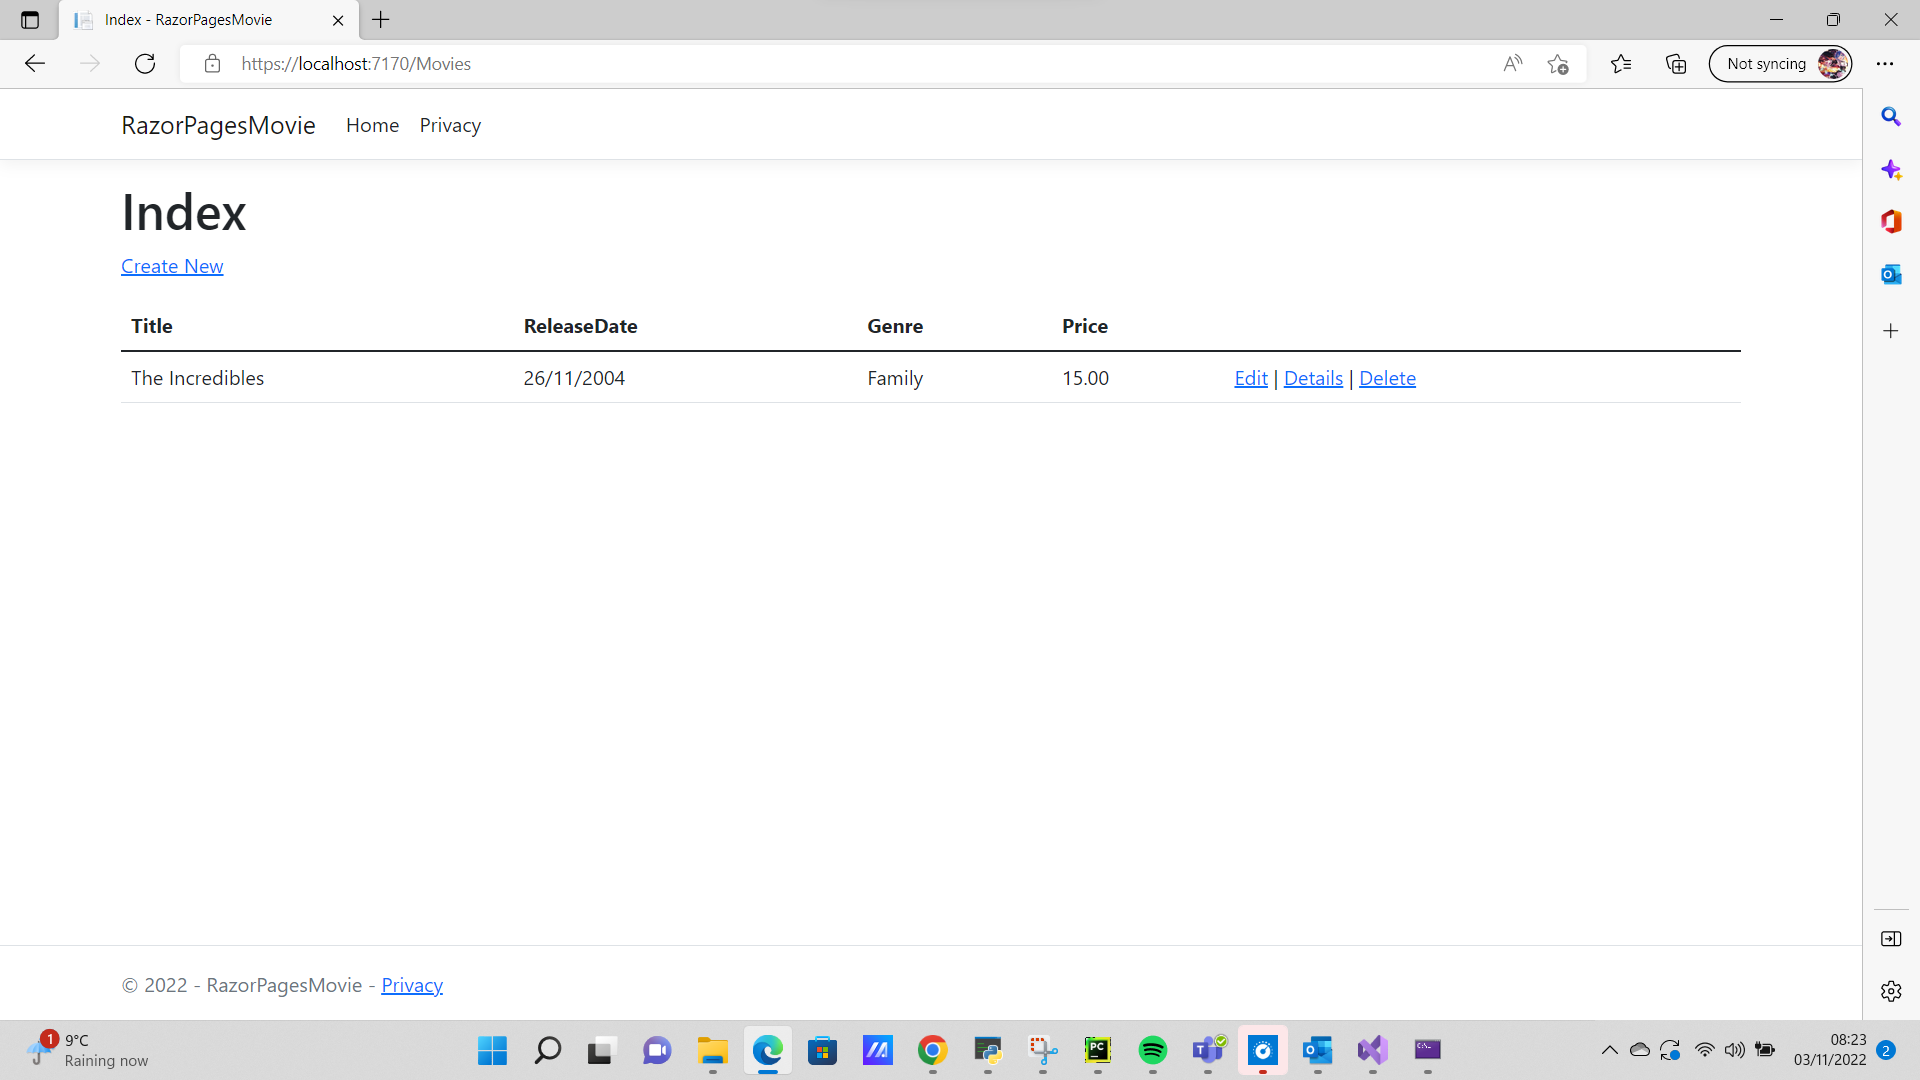 Index - RazorPagesMovie
https://localhost:7170/Movies
Not syncing
RazorPagesMovie Home Privacy
Index
Create New
Title ReleaseDate Genre Price
The Incredibles 26/11/2004 Family 15.00 Edit | Details | Delete
© 2022 - RazorPagesMovie - Privacy
1
9°C
Raining now
PC
08:23
03/11/2022
2